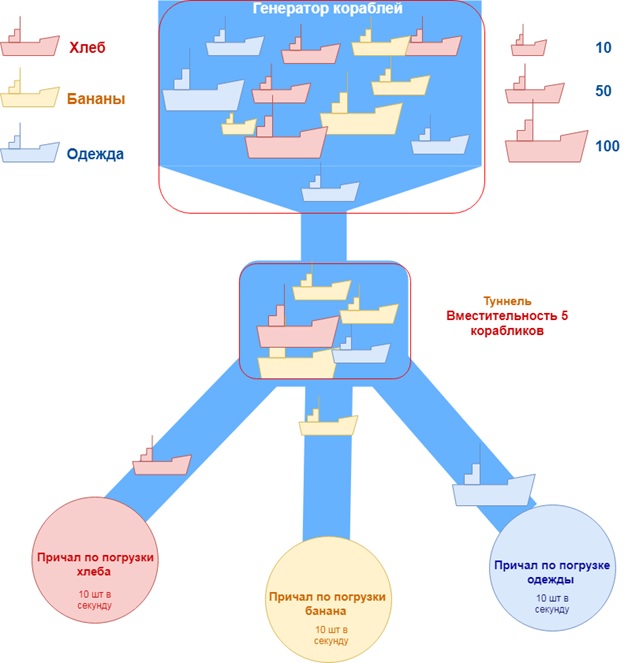 Генератор кораблей
Хлеб
Бананы
Одежда
10
50
100
Туннель
Вместительность 5
корабликов
Причал по погрузки
хлеба
10 шт в
секунду
Причал по погрузки
банана
10 шт в
секунду
Причал по погрузке
одежды
10 шт в
секунду